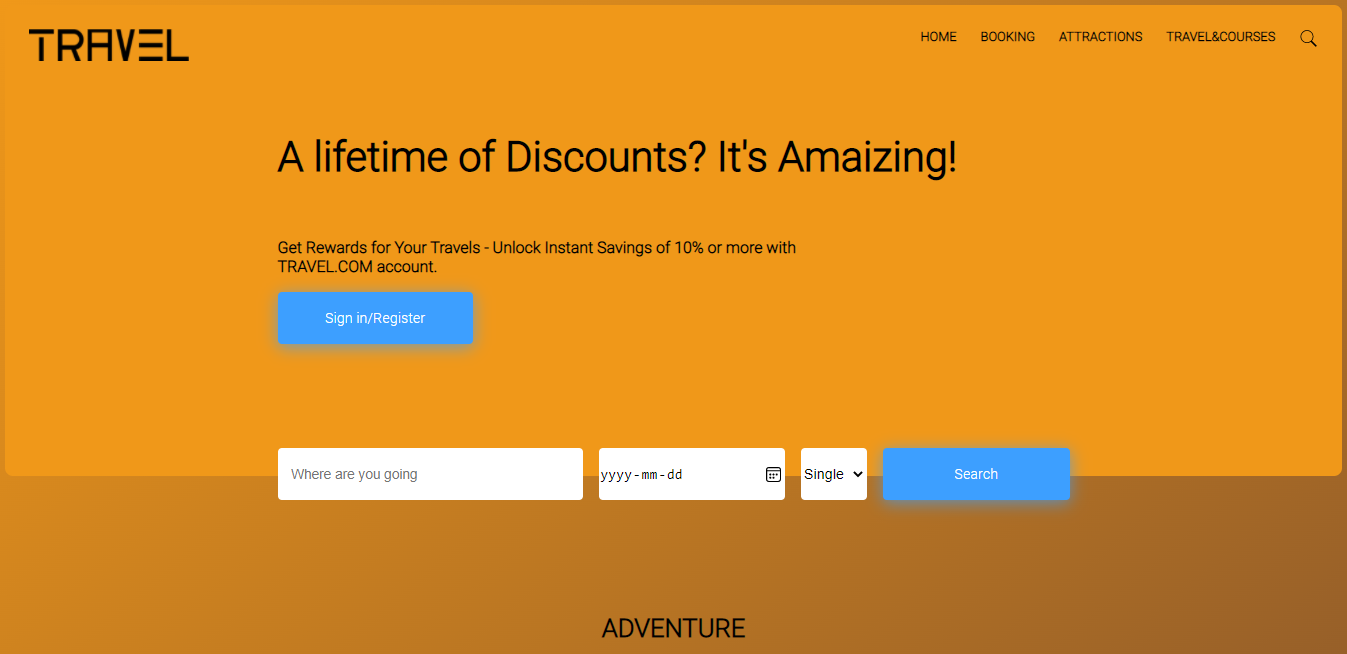 TRAVEL
HOME BOOKING ATTRACTIONS TRAVEL&COURSES
A lifetime of Discounts? It's Amaizing!
Get Rewards for Your Travels - Unlock Instant Savings of 10% or more with
TRAVEL.COM account.
Sign in/Register
Where are you going yyyy-mm-dd Single Search
ADVENTURE